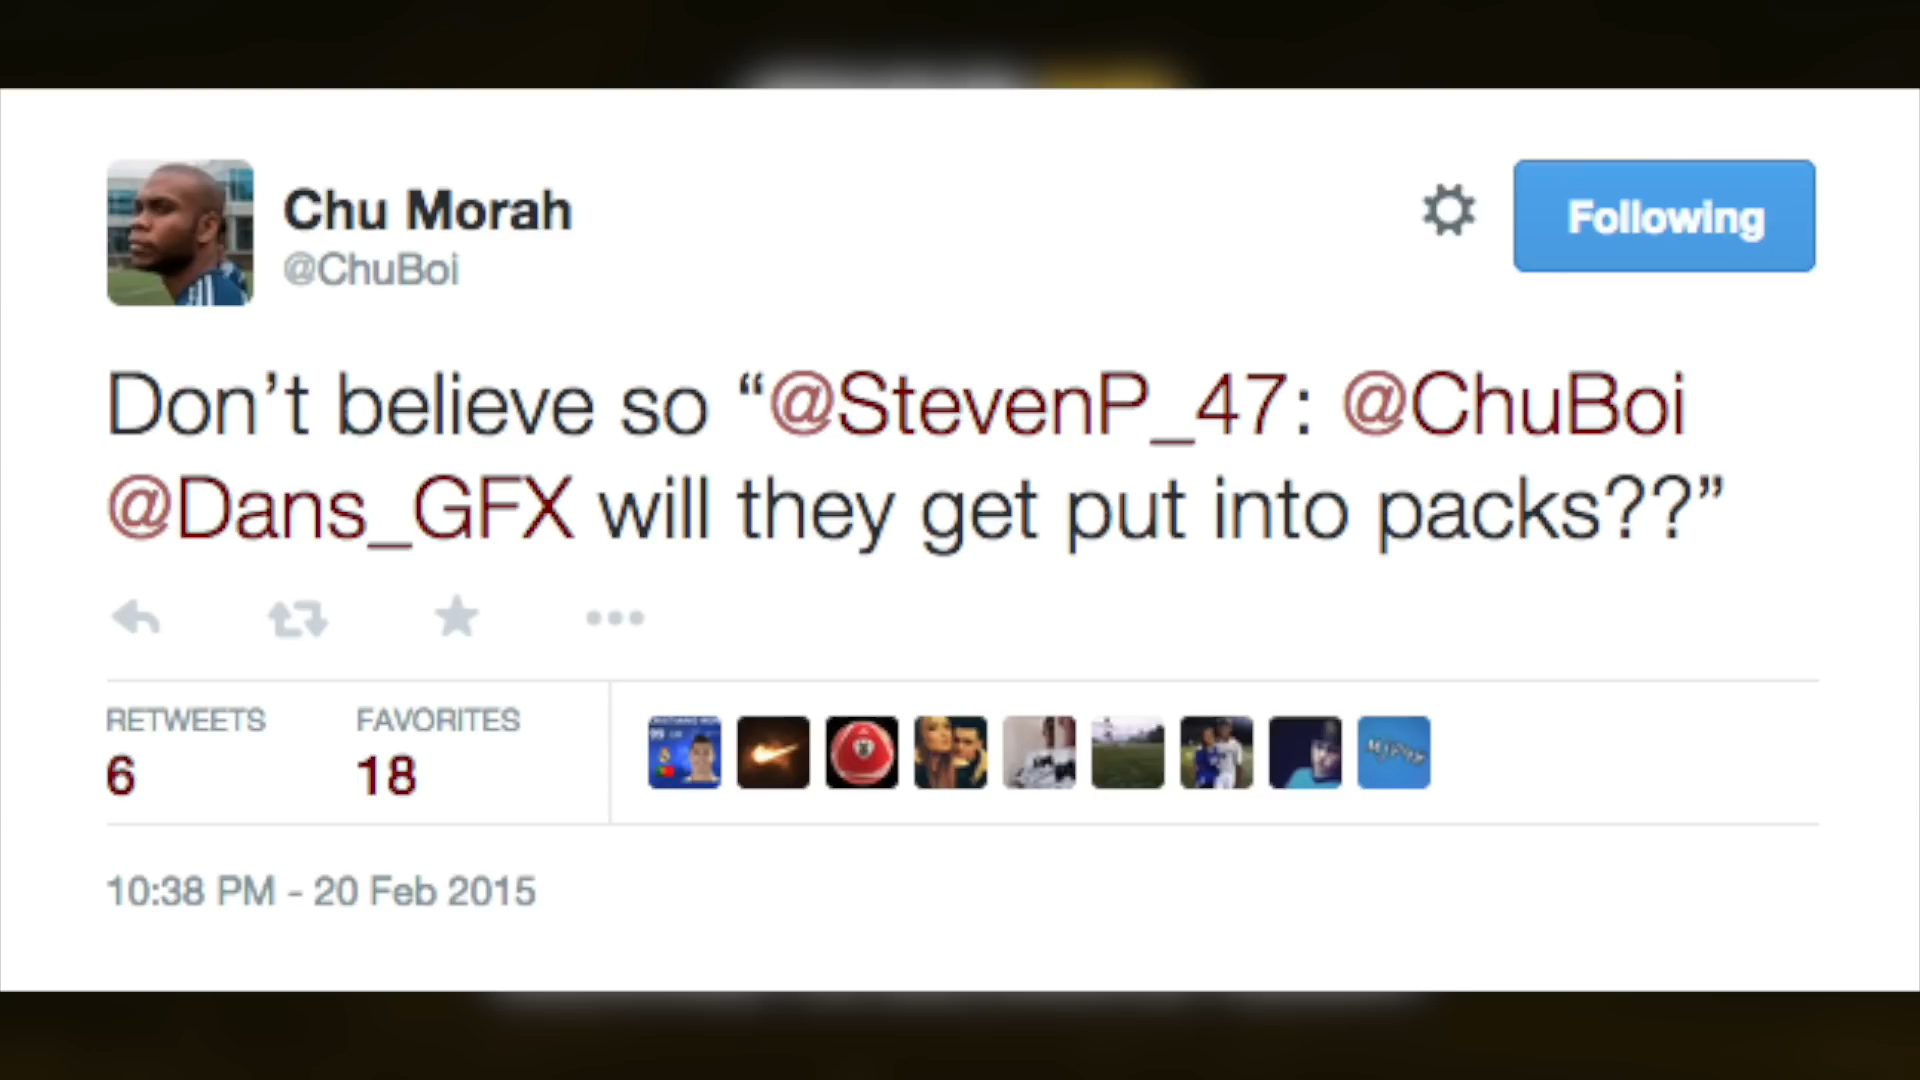 Chu Morah
@ChuBoi
Following
Don’t believe so “@StevenP_47: @ChuBoi
@Dans_GFX will they get put into packs??”
RETWEETS
FAVORITES
6
18
10:38 PM - 20 Feb 2015